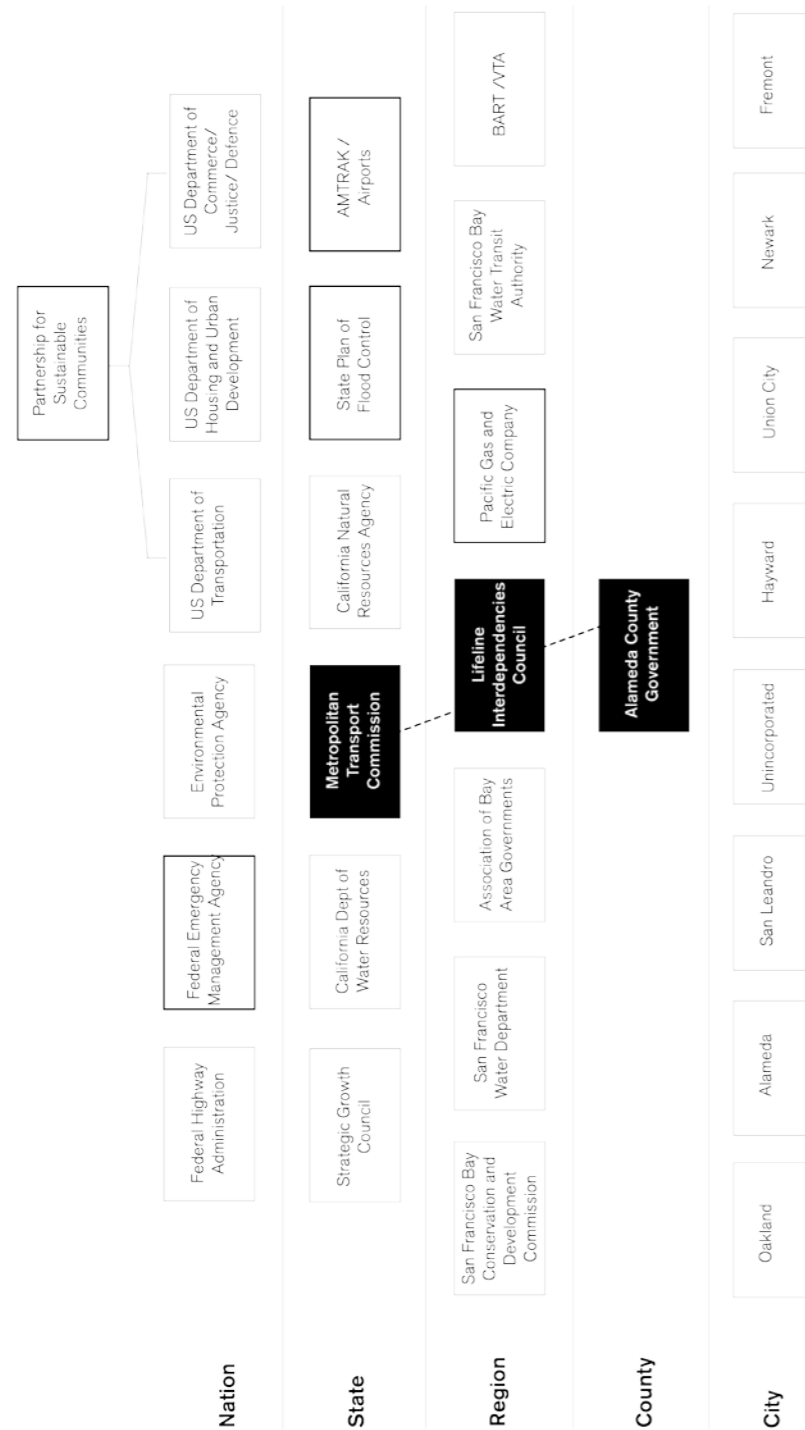 Partnership for
Sustainable
Communities
Nation
Federal Highway
Administration
Federal Emergency
Management Agency
Environmental
Protection Agency
US Department of
Transportation
US Department of
Housing and Urban
Development
US Department of
Commerce/
Justice/ Defence
State
Strategic Growth
Council
California Dept of
Water Resources
Metropolitan
Transport
Commission
California Natural
Resources Agency
State Plan of
Flood Control
AMTRAK /
Airports
Region
San Francisco Bay
Conservation and
Development
Commission
San Francisco
Water Department
Association of Bay
Area Governments
Lifeline
Interdependencies
Council
Pacific Gas and
Electric Company
San Francisco Bay
Water Transit
Authority
BART /VTA
County
Alameda County
Government
City
Oakland
Alameda
San Leandro
Unincorporated
Hayward
Union City
Newark
Fremont